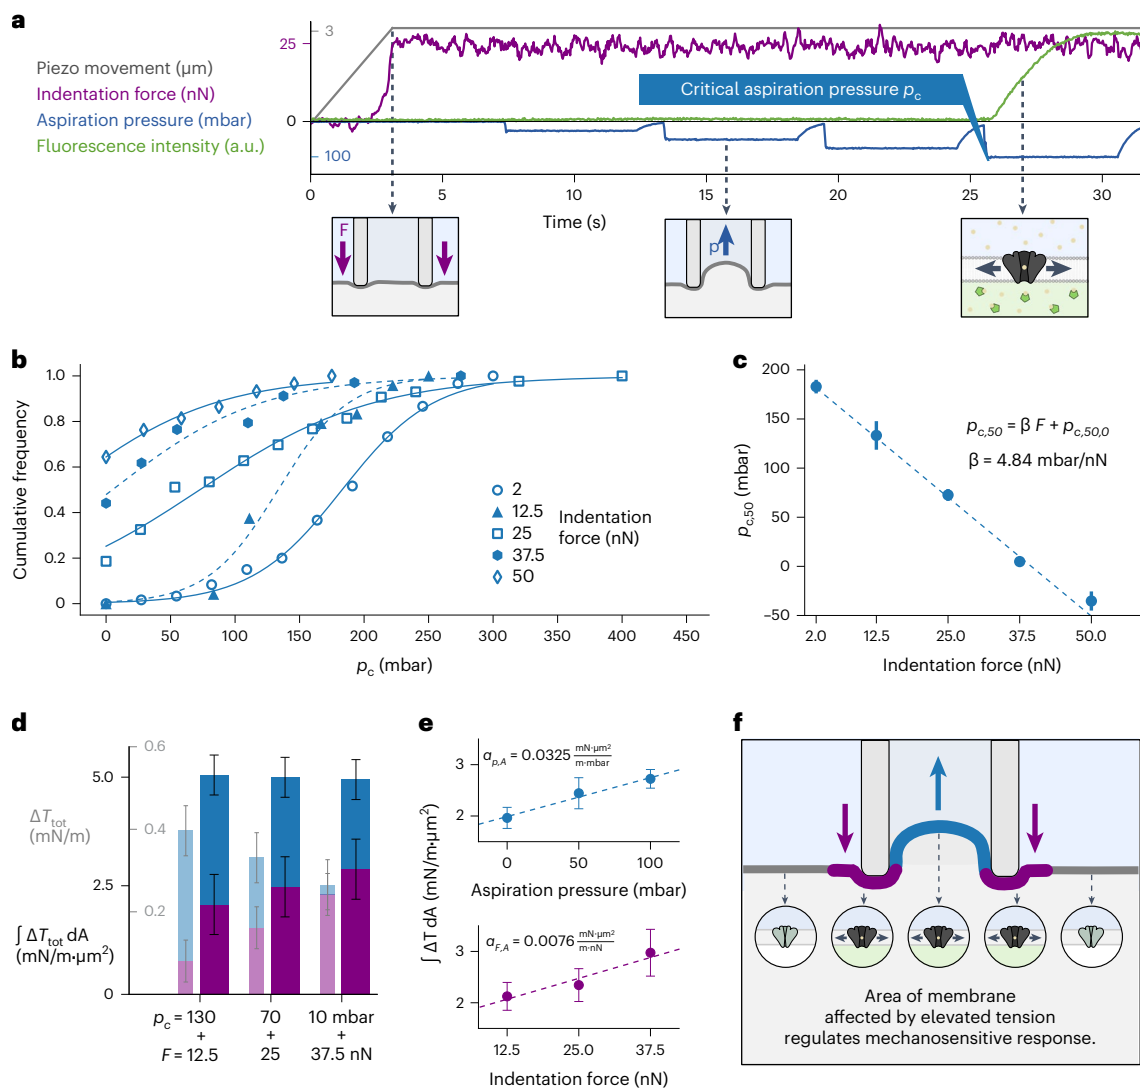 a
Piezo movement (µm)
Indentation force (nN)
Aspiration pressure (mbar)
Fluorescence intensity (a.u.)
3
25
0
100
Critical aspiration pressure pc
0 5 10 15 20 25 30
Time (s)
F
p
b
Cumulative frequency
1.0
0.8
0.6
0.4
0.2
0
0 50 100 150 200 250 300 350 400 450
pc (mbar)
2
12.5
25
37.5
50
Indentation
force (nN)
c
pc,50 (mbar)
200
150
100
50
0
−50
pc,50 = β F + pc,50,0
β = 4.84 mbar/nN
2.0 12.5 25.0 37.5 50.0
Indentation force (nN)
d
0.6
0.4
0.2
ΔTtot
(mN/m)
5.0
2.5
0
∫ ΔTtot dA
(mN/m·µm²)
pc = 130 70 10 mbar
+ + +
F = 12.5 25 37.5 nN
e
∫ ΔT dA (mN/m·µm²)
αp,A = 0.0325 mN·µm²/m·mbar
3
2
0 50 100
Aspiration pressure (mbar)
αF,A = 0.0076 mN·µm²/m·nN
3
2
12.5 25.0 37.5
Indentation force (nN)
f
Area of membrane
affected by elevated tension
regulates mechanosensitive response.